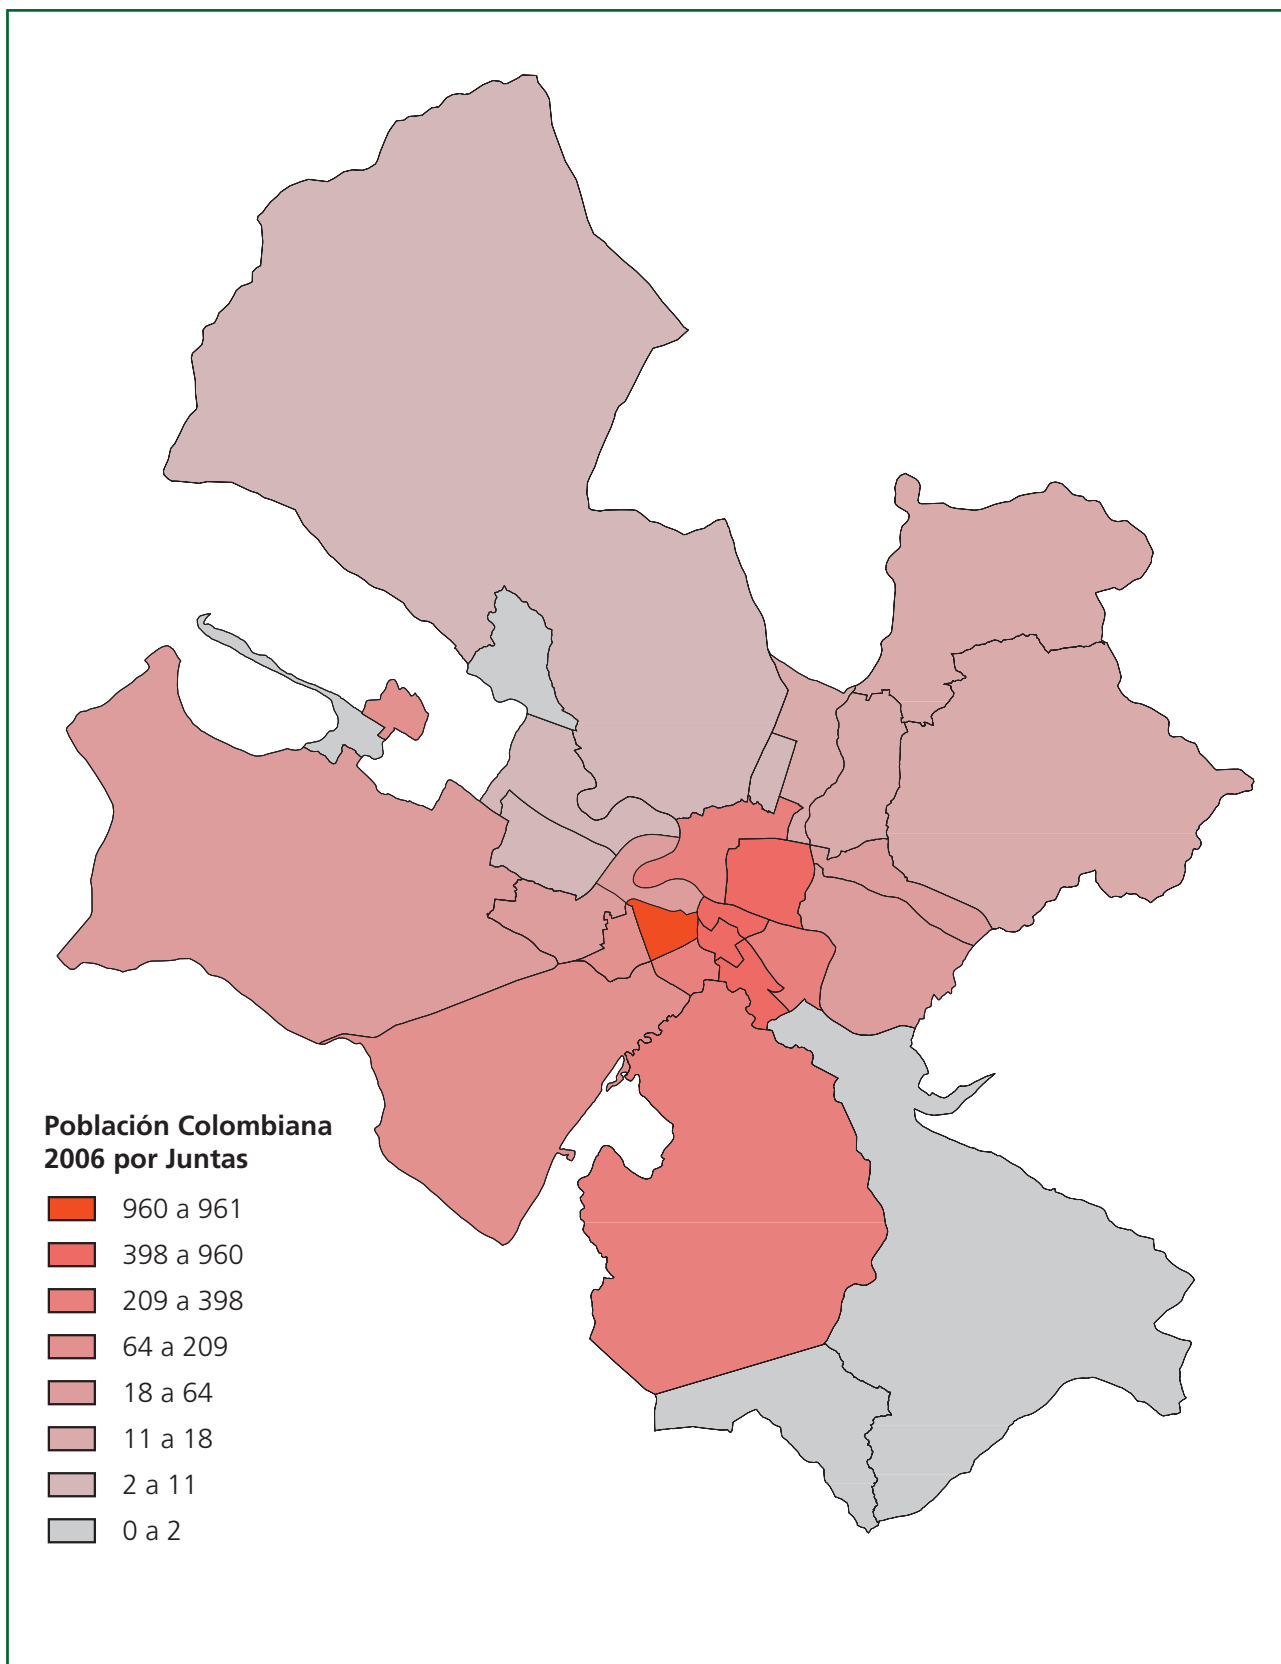 Población Colombiana
2006 por Juntas
960 a 961
398 a 960
209 a 398
64 a 209
18 a 64
11 a 18
2 a 11
0 a 2